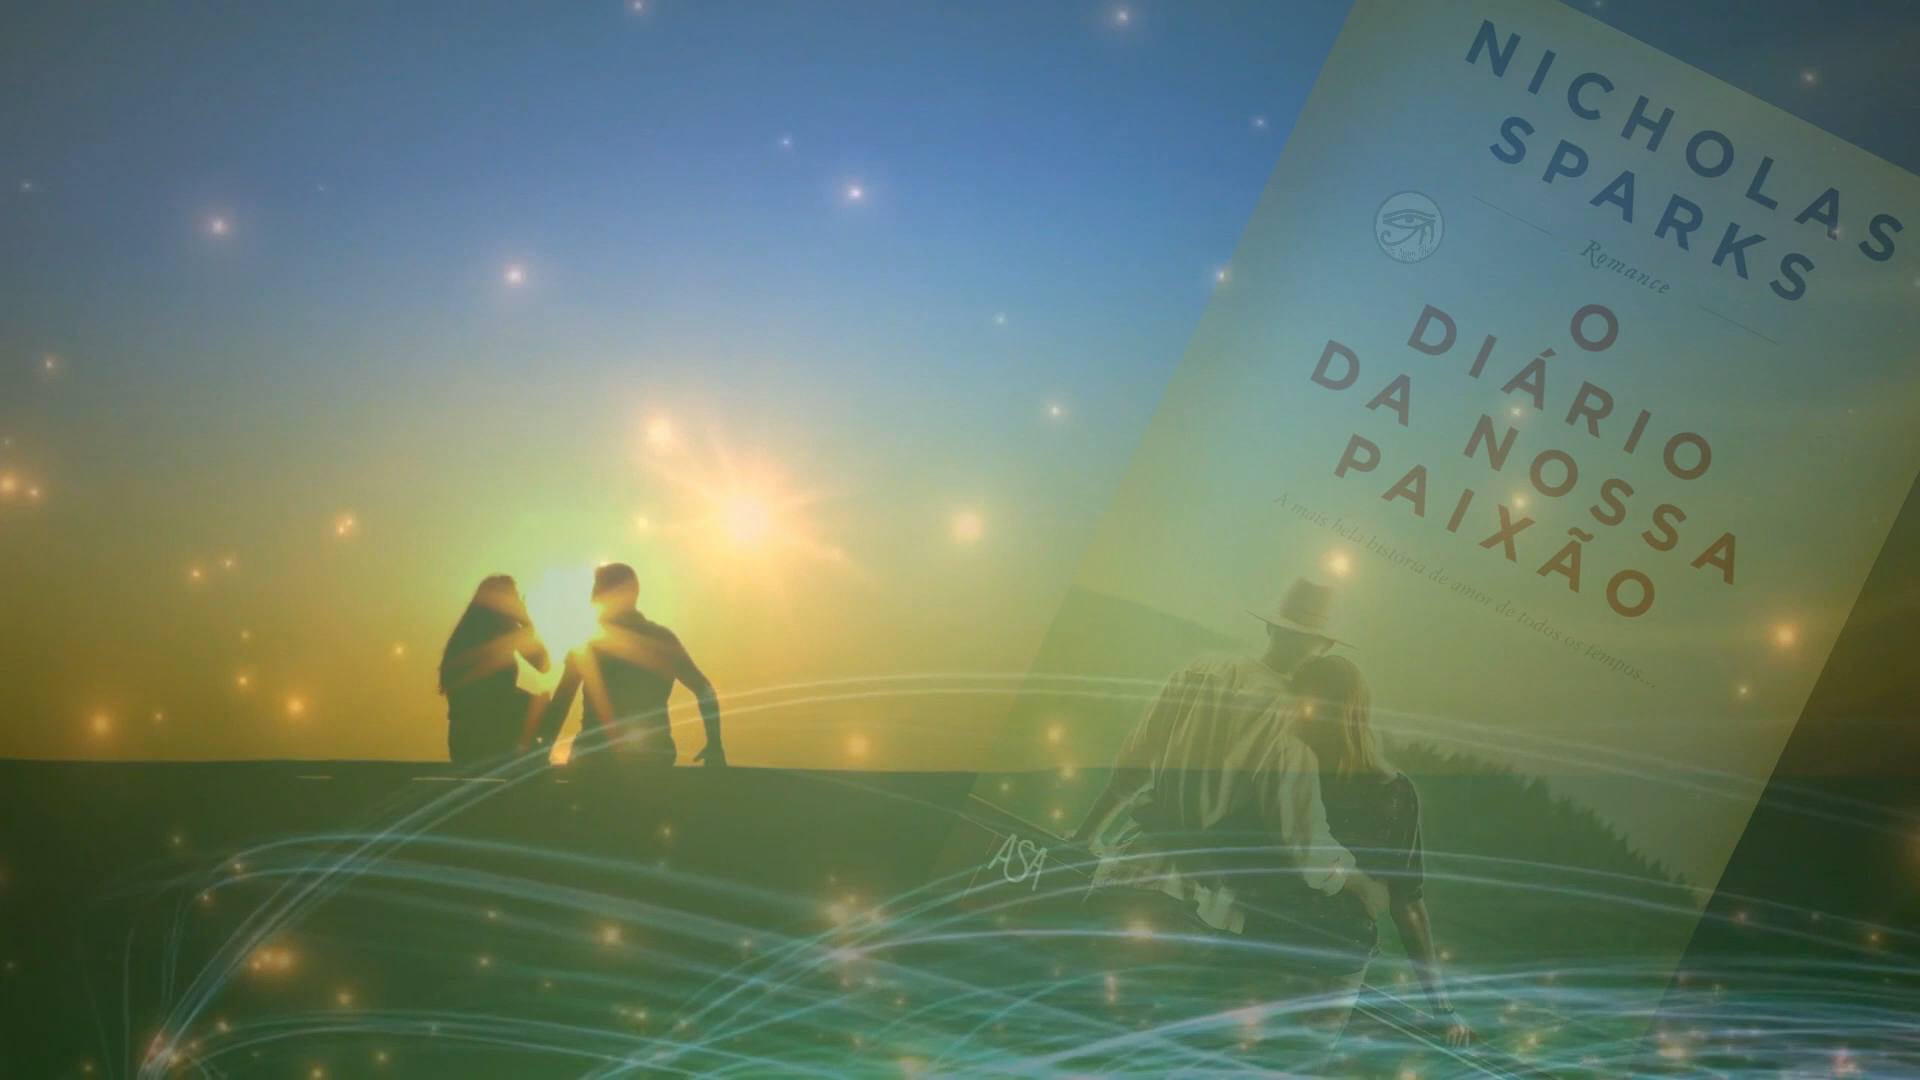 NICHOLAS
SPARKS
Romance
O
DIÁRIO
DA NOSSA
PAIXÃO
A mais bela história de amor de todos os tempos...
ASA